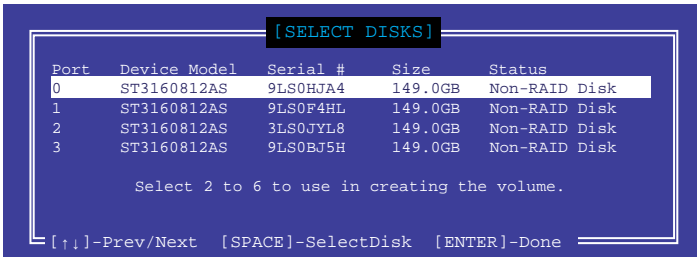 [SELECT DISKS]
Port Device Model Serial # Size Status
0 ST3160812AS 9LS0HJA4 149.0GB Non-RAID Disk
1 ST3160812AS 9LS0F4HL 149.0GB Non-RAID Disk
2 ST3160812AS 3LS0JYL8 149.0GB Non-RAID Disk
3 ST3160812AS 9LS0BJ5H 149.0GB Non-RAID Disk
Select 2 to 6 to use in creating the volume.
[↑↓]-Prev/Next [SPACE]-SelectDisk [ENTER]-Done